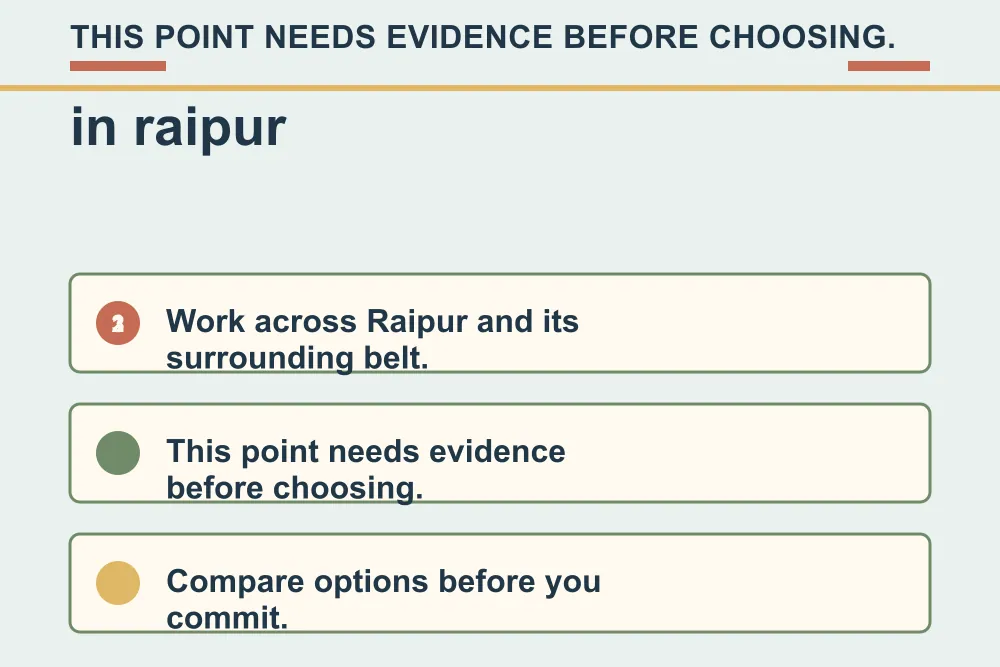 THIS POINT NEEDS EVIDENCE BEFORE CHOOSING.
in raipur
Work across Raipur and its
surrounding belt.
This point needs evidence
before choosing.
Compare options before you
commit.